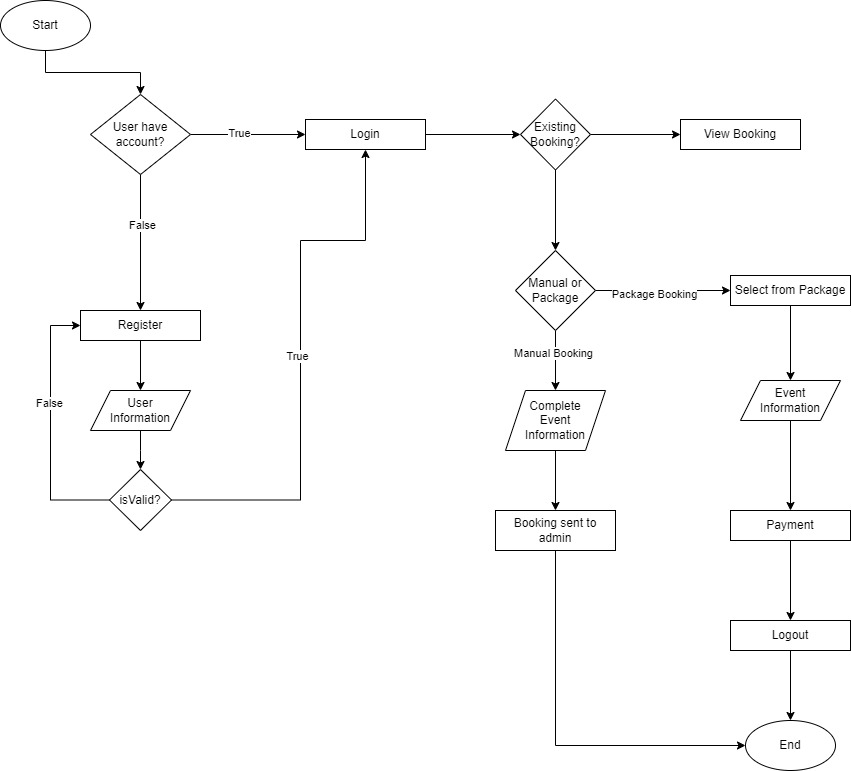 Start
User have
account?
True
Login
Existing
Booking?
View Booking
False
Manual or
Package
Package Booking
Select from Package
Register
Manual Booking
True
False
User
Information
Complete
Event
Information
Event
Information
isValid?
Booking sent to
admin
Payment
Logout
End